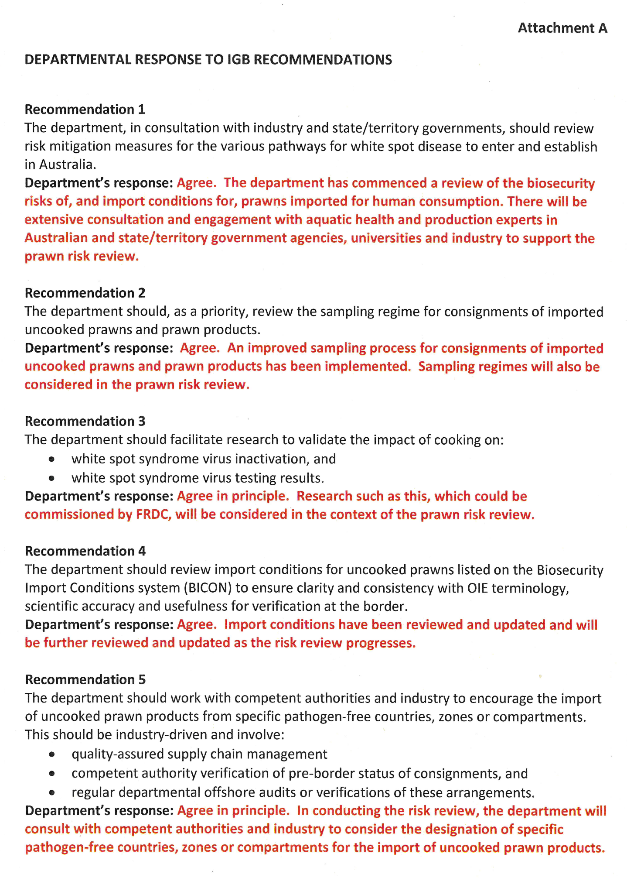 Attachment A
DEPARTMENTAL RESPONSE TO IGB RECOMMENDATIONS
Recommendation 1
The department, in consultation with industry and state/territory governments, should review
risk mitigation measures for the various pathways for white spot disease to enter and establish
in Australia.
Department's response: Agree. The department has commenced a review of the biosecurity
risks of, and import conditions for, prawns imported for human consumption. There will be
extensive consultation and engagement with aquatic health and production experts in
Australian and state/territory government agencies, universities and industry to support the
prawn risk review.
Recommendation 2
The department should, as a priority, review the sampling regime for consignments of imported
uncooked prawns and prawn products.
Department's response: Agree. An improved sampling process for consignments of imported
uncooked prawns and prawn products has been implemented. Sampling regimes will also be
considered in the prawn risk review.
Recommendation 3
The department should facilitate research to validate the impact of cooking on:
• white spot syndrome virus inactivation, and
• white spot syndrome virus testing results.
Department's response: Agree in principle. Research such as this, which could be
commissioned by FRDC, will be considered in the context of the prawn risk review.
Recommendation 4
The department should review import conditions for uncooked prawns listed on the Biosecurity
Import Conditions system (BICON) to ensure clarity and consistency with OIE terminology,
scientific accuracy and usefulness for verification at the border.
Department's response: Agree. Import conditions have been reviewed and updated and will
be further reviewed and updated as the risk review progresses.
Recommendation 5
The department should work with competent authorities and industry to encourage the import
of uncooked prawn products from specific pathogen-free countries, zones or compartments.
This should be industry-driven and involve:
• quality-assured supply chain management
• competent authority verification of pre-border status of consignments, and
• regular departmental offshore audits or verifications of these arrangements.
Department's response: Agree in principle. In conducting the risk review, the department will
consult with competent authorities and industry to consider the designation of specific
pathogen-free countries, zones or compartments for the import of uncooked prawn products.